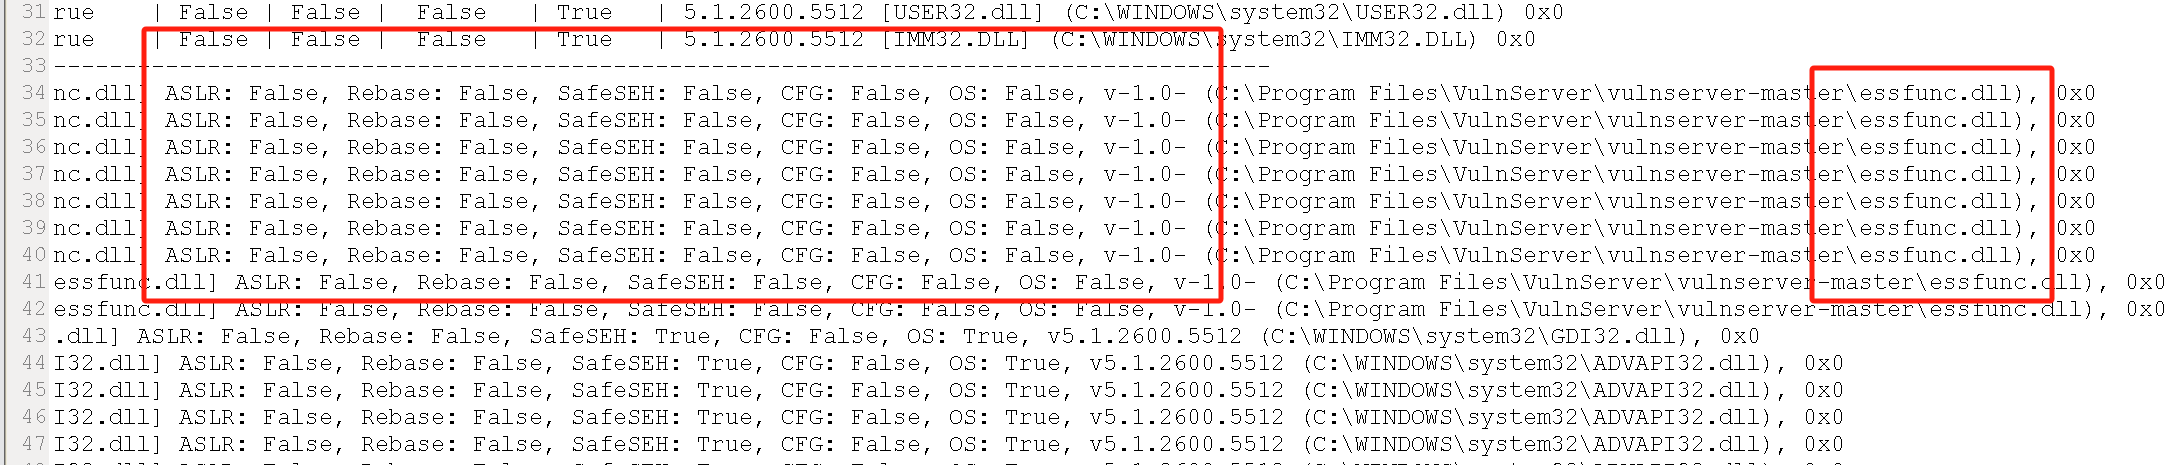 31 rue    | False | False |  False   | True   | 5.1.2600.5512 [USER32.dll] (C:\WINDOWS\system32\USER32.dll) 0x0
32 rue    | False | False |  False   | True   | 5.1.2600.5512 [IMM32.DLL] (C:\WINDOWS\system32\IMM32.DLL) 0x0
33 ---------------------------------------------------------------------------------------
34 nc.dll] ASLR: False, Rebase: False, SafeSEH: False, CFG: False, OS: False, v-1.0- (C:\Program Files\VulnServer\vulnserver-master\essfunc.dll), 0x0
35 nc.dll] ASLR: False, Rebase: False, SafeSEH: False, CFG: False, OS: False, v-1.0- (C:\Program Files\VulnServer\vulnserver-master\essfunc.dll), 0x0
36 nc.dll] ASLR: False, Rebase: False, SafeSEH: False, CFG: False, OS: False, v-1.0- (C:\Program Files\VulnServer\vulnserver-master\essfunc.dll), 0x0
37 nc.dll] ASLR: False, Rebase: False, SafeSEH: False, CFG: False, OS: False, v-1.0- (C:\Program Files\VulnServer\vulnserver-master\essfunc.dll), 0x0
38 nc.dll] ASLR: False, Rebase: False, SafeSEH: False, CFG: False, OS: False, v-1.0- (C:\Program Files\VulnServer\vulnserver-master\essfunc.dll), 0x0
39 nc.dll] ASLR: False, Rebase: False, SafeSEH: False, CFG: False, OS: False, v-1.0- (C:\Program Files\VulnServer\vulnserver-master\essfunc.dll), 0x0
40 nc.dll] ASLR: False, Rebase: False, SafeSEH: False, CFG: False, OS: False, v-1.0- (C:\Program Files\VulnServer\vulnserver-master\essfunc.dll), 0x0
41 essfunc.dll] ASLR: False, Rebase: False, SafeSEH: False, CFG: False, OS: False, v-1.0- (C:\Program Files\VulnServer\vulnserver-master\essfunc.dll), 0x0
42 essfunc.dll] ASLR: False, Rebase: False, SafeSEH: False, CFG: False, OS: False, v-1.0- (C:\Program Files\VulnServer\vulnserver-master\essfunc.dll), 0x0
43 .dll] ASLR: False, Rebase: False, SafeSEH: True, CFG: False, OS: True, v5.1.2600.5512 (C:\WINDOWS\system32\GDI32.dll), 0x0
44 I32.dll] ASLR: False, Rebase: False, SafeSEH: True, CFG: False, OS: True, v5.1.2600.5512 (C:\WINDOWS\system32\ADVAPI32.dll), 0x0
45 I32.dll] ASLR: False, Rebase: False, SafeSEH: True, CFG: False, OS: True, v5.1.2600.5512 (C:\WINDOWS\system32\ADVAPI32.dll), 0x0
46 I32.dll] ASLR: False, Rebase: False, SafeSEH: True, CFG: False, OS: True, v5.1.2600.5512 (C:\WINDOWS\system32\ADVAPI32.dll), 0x0
47 I32.dll] ASLR: False, Rebase: False, SafeSEH: True, CFG: False, OS: True, v5.1.2600.5512 (C:\WINDOWS\system32\ADVAPI32.dll), 0x0